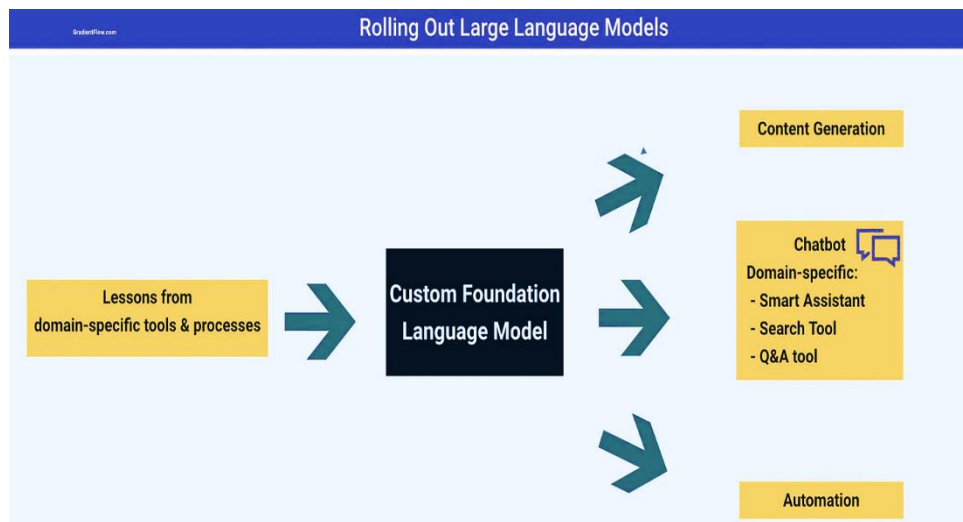 GradientFlow.com
Rolling Out Large Language Models
Lessons from
domain-specific tools & processes
Custom Foundation
Language Model
Content Generation
Chatbot
Domain-specific:
- Smart Assistant
- Search Tool
- Q&A tool
Automation